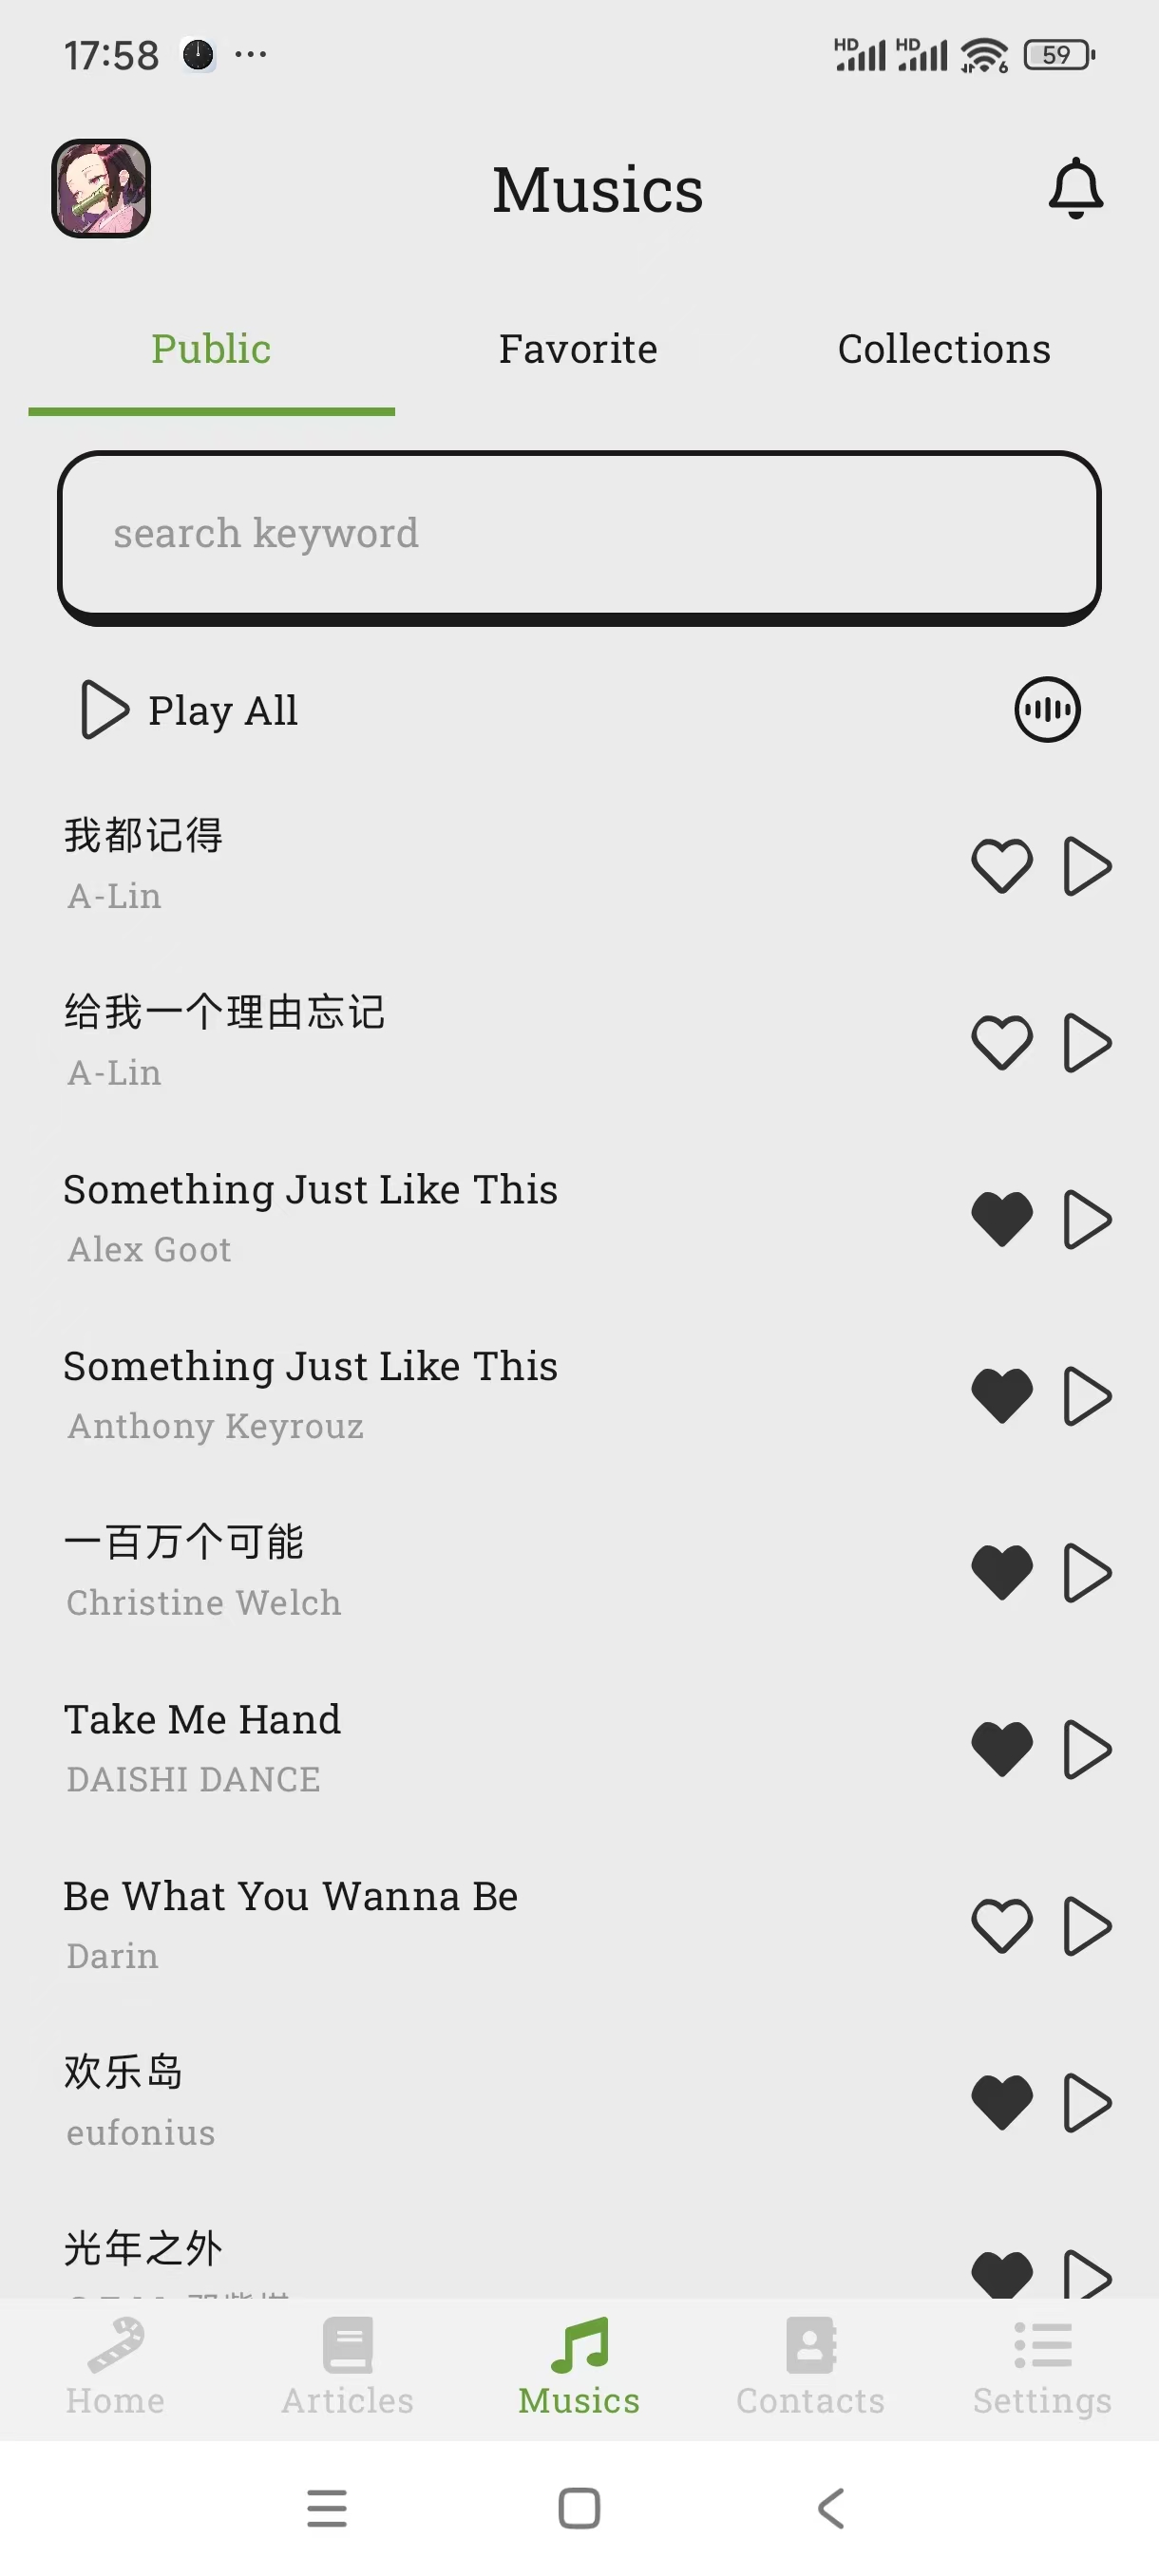 17:58
HD HD 6 59
Musics
Public Favorite Collections
search keyword
Play All
我都记得
A-Lin
给我一个理由忘记
A-Lin
Something Just Like This
Alex Goot
Something Just Like This
Anthony Keyrouz
一百万个可能
Christine Welch
Take Me Hand
DAISHI DANCE
Be What You Wanna Be
Darin
欢乐岛
eufonius
光年之外
Home Articles Musics Contacts Settings